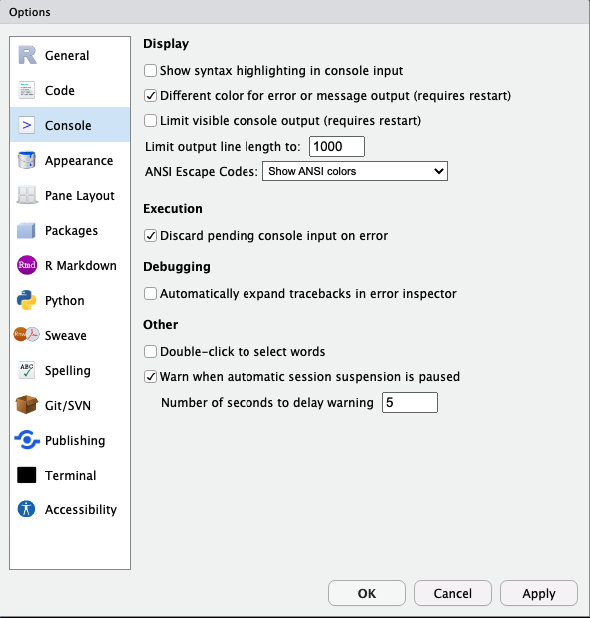 Options
General
Code
Console
Appearance
Pane Layout
Packages
Rmd R Markdown
Python
Rnw Sweave
ABC Spelling
Git/SVN
Publishing
Terminal
Accessibility
Display
Show syntax highlighting in console input
Different color for error or message output (requires restart)
Limit visible console output (requires restart)
Limit output line length to: 1000
ANSI Escape Codes: Show ANSI colors
Execution
Discard pending console input on error
Debugging
Automatically expand tracebacks in error inspector
Other
Double-click to select words
Warn when automatic session suspension is paused
Number of seconds to delay warning 5
OK Cancel Apply